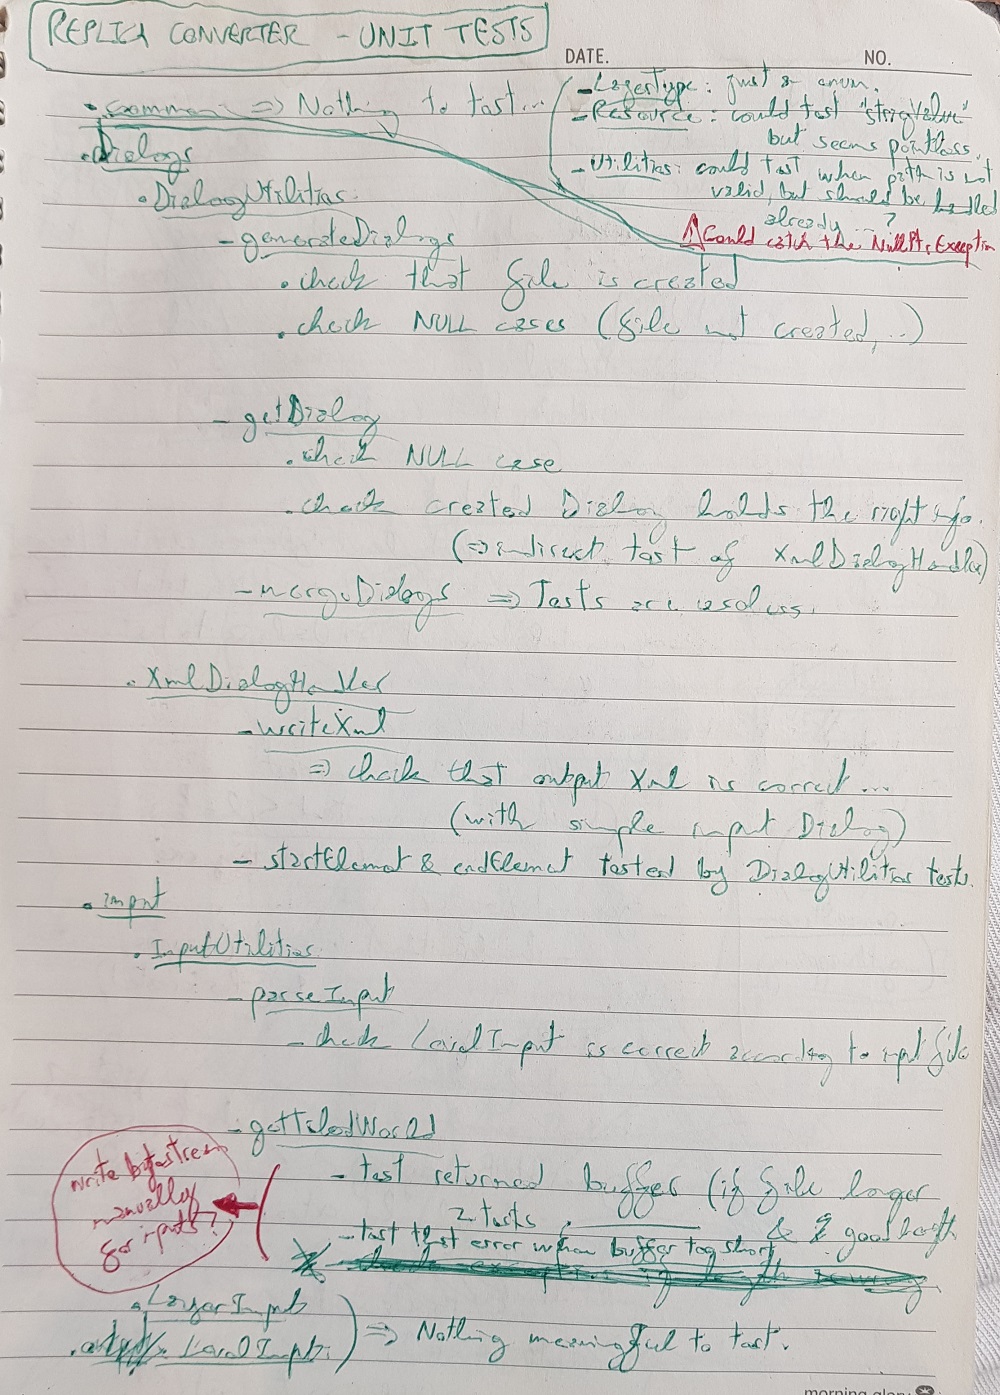 REPLICA CONVERTER - UNIT TESTS
DATE. NO.
. common => Nothing to test...
- LayerType: just an enum.
- Resource: could test "stringValue"
but seems pointless.
- Utilities: could test when path is not
valid, but should be handled
already ... ?
Could catch the NullPtrException
. Dialogs
. DialogUtilities
- generateDialogs
. check that file is created
. check NULL cases (file not created, ...)
- getDialog
. check NULL case
. check created Dialog holds the right info.
(=> indirect test of XmlDialogHandler)
- mergeDialogs => Tests are useless.
. XmlDialogHandler
- writeXml
=> check that output Xml is correct...
(with simple input Dialog)
- startElement & endElement tested by DialogUtilities tests.
. input
. InputUtilities
- parseInput
- check LevelInput is correct according to input file
- getTiledWorld
- test returned buffer (if file longer
& good length
2 tests
- test that error when buffer too short
write bytestream
manually
for inputs?
. LayerInput
. LevelInput
=> Nothing meaningful to test.
morning glory